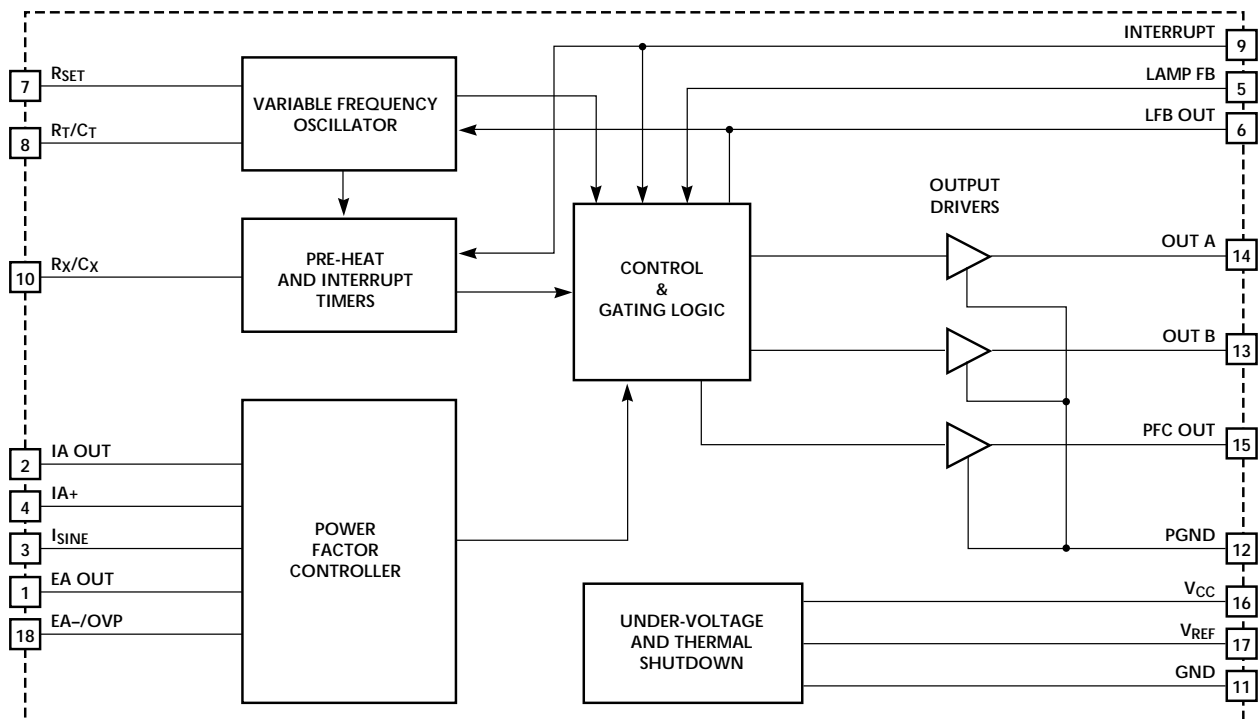 INTERRUPT
9
7
RSET
LAMP FB
5
VARIABLE FREQUENCY
OSCILLATOR
LFB OUT
6
8
RT/CT
OUTPUT
DRIVERS
10
RX/CX
PRE-HEAT
AND INTERRUPT
TIMERS
CONTROL
&
GATING LOGIC
OUT A
14
OUT B
13
PFC OUT
15
2
IA OUT
4
IA+
3
ISINE
1
EA OUT
18
EA–/OVP
POWER
FACTOR
CONTROLLER
PGND
12
UNDER-VOLTAGE
AND THERMAL
SHUTDOWN
VCC
16
VREF
17
GND
11